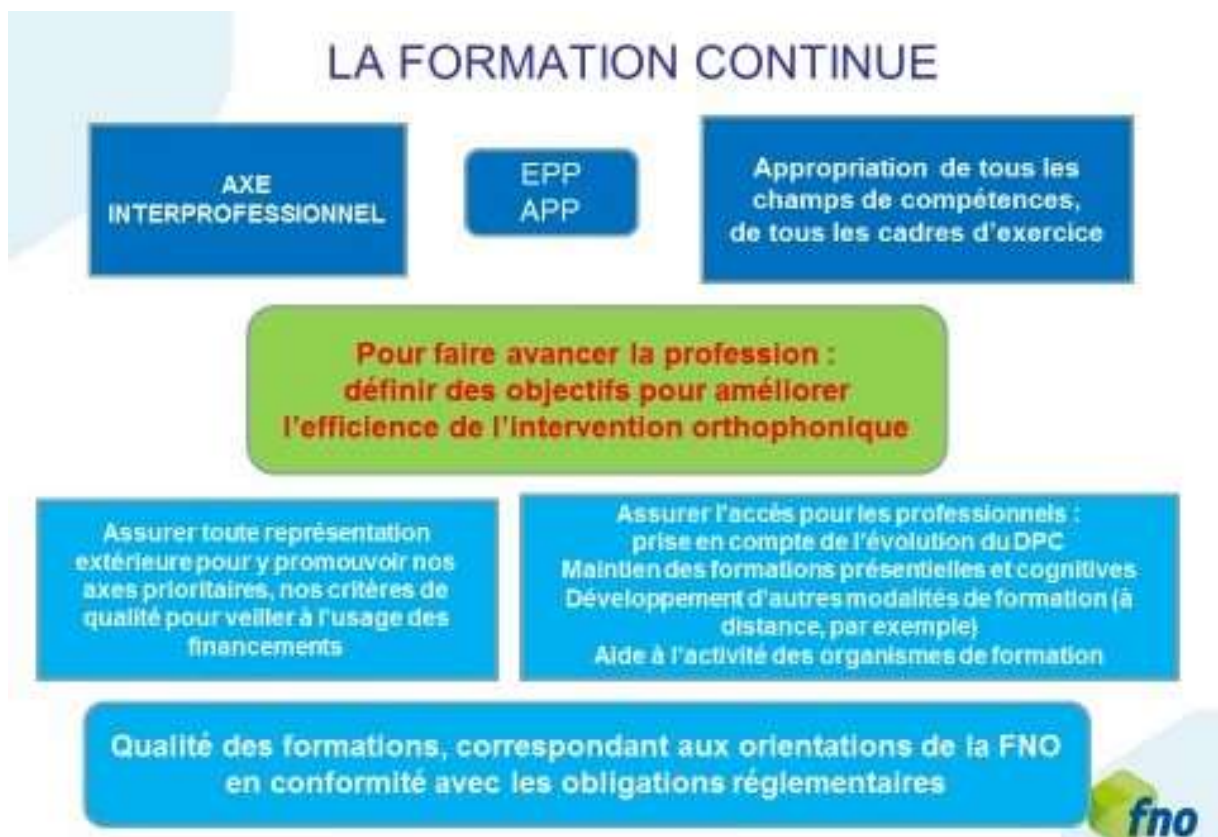 LA FORMATION CONTINUE
AXE
INTERPROFESSIONNEL
EPP
APP
Appropriation de tous les
champs de compétences,
de tous les cadres d'exercice
Pour faire avancer la profession :
définir des objectifs pour améliorer
l'efficience de l'intervention orthophonique
Assurer toute représentation
extérieure pour y promouvoir nos
axes prioritaires, nos critères de
qualité pour veiller à l'usage des
financements
Assurer l'accès pour les professionnels :
prise en compte de l'évolution du DPC
Maintien des formations présentielles et cognitives
Développement d'autres modalités de formation (à
distance, par exemple)
Aide à l'activité des organismes de formation
Qualité des formations, correspondant aux orientations de la FNO
en conformité avec les obligations réglementaires
fno